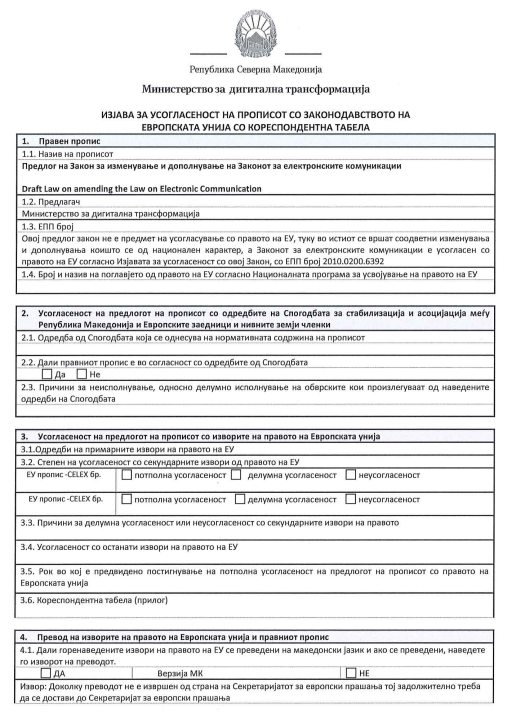 Република Северна Македонија
Министерство за дигитална трансформација
ИЗЈАВА ЗА УСОГЛАСЕНОСТ НА ПРОПИСОТ СО ЗАКОНОДАВСТВОТО НА
ЕВРОПСКАТА УНИЈА СО КОРЕСПОНДЕНТНА ТАБЕЛА
1. Правен пропис
1.1. Назив на прописот
Предлог на Закон за изменување и дополнување на Законот за електронските комуникации
Draft Law on amending the Law on Electronic Communication
1.2. Предлагач
Министерство за дигитална трансформација
1.3. ЕПП број
Овој предлог закон не е предмет на усогласување со правото на ЕУ, туку во истиот се вршат соодветни изменувања
и дополнувања коишто се од национален карактер, а Законот за електронските комуникации е усогласен со
правото на ЕУ согласно Изјавата за усогласеност со овој Закон, со ЕПП број 2010.0200.6392
1.4. Број и назив на поглавјето од правото на ЕУ согласно Националната програма за усвојување на правото на ЕУ
2. Усогласеност на предлогот на прописот со одредбите на Спогодбата за стабилизација и асоцијација меѓу
Република Македонија и Европските заедници и нивните земји членки
2.1. Одредба од Спогодбата која се однесува на нормативната содржина на прописот
2.2. Дали правниот пропис е во согласност со одредбите од Спогодбата
Да Не
2.3. Причини за неисполнување, односно делумно исполнување на обврските кои произлегуваат од наведените
одредби на Спогодбата
3. Усогласеност на предлогот на прописот со изворите на правото на Европската унија
3.1.Одредби на примарните извори на правото на ЕУ
3.2. Степен на усогласеност со секундарните извори од правото на ЕУ
ЕУ пропис -CELEX бр. потполна усогласеност делумна усогласеност неусогласеност
ЕУ пропис -CELEX бр. потполна усогласеност делумна усогласеност неусогласеност
3.3. Причини за делумна усогласеност или неусогласеност со секундарните извори на правото
3.4. Усогласеност со останати извори на правото на ЕУ
3.5. Рок во кој е предвидено постигнување на потполна усогласеност на предлогот на прописот со правото на
Европската унија
3.6. Кореспондентна табела (прилог)
4. Превод на изворите на правото на Европската унија и правниот пропис
4.1. Дали горенаведените извори на правото на ЕУ се преведени на македонски јазик и ако се преведени, наведете
го изворот на преводот.
ДА Верзија МК НЕ
Извор: Доколку преводот не е извршен од страна на Секретаријатот за европски прашања тој задолжително треба
да се достави до Секретаријат за европски прашања